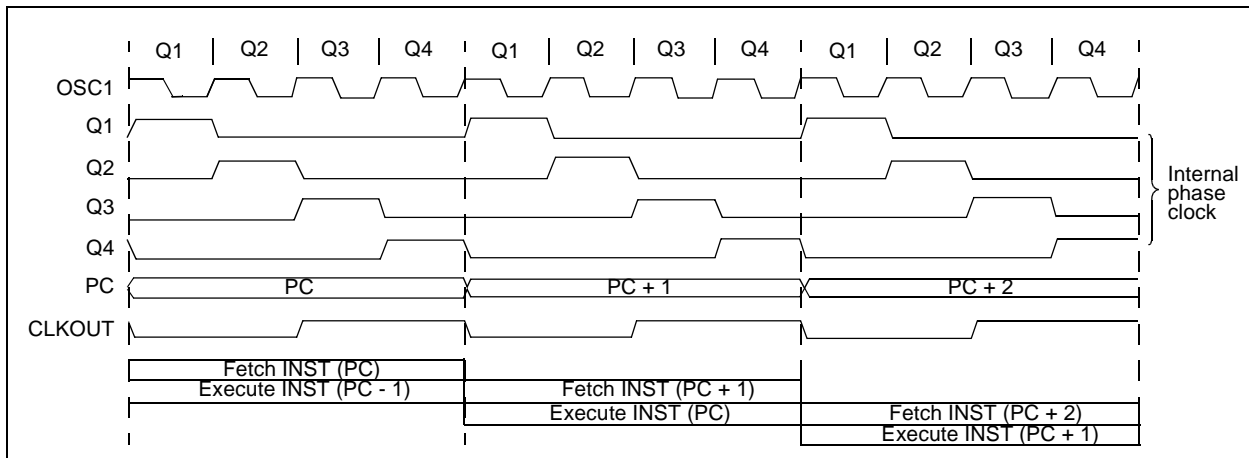 Q1 Q2 Q3 Q4 Q1 Q2 Q3 Q4 Q1 Q2 Q3 Q4
OSC1
Q1
Q2
Q3
Q4
Internal
phase
clock
PC PC PC + 1 PC + 2
CLKOUT
Fetch INST (PC)
Execute INST (PC - 1) Fetch INST (PC + 1)
Execute INST (PC) Fetch INST (PC + 2)
Execute INST (PC + 1)